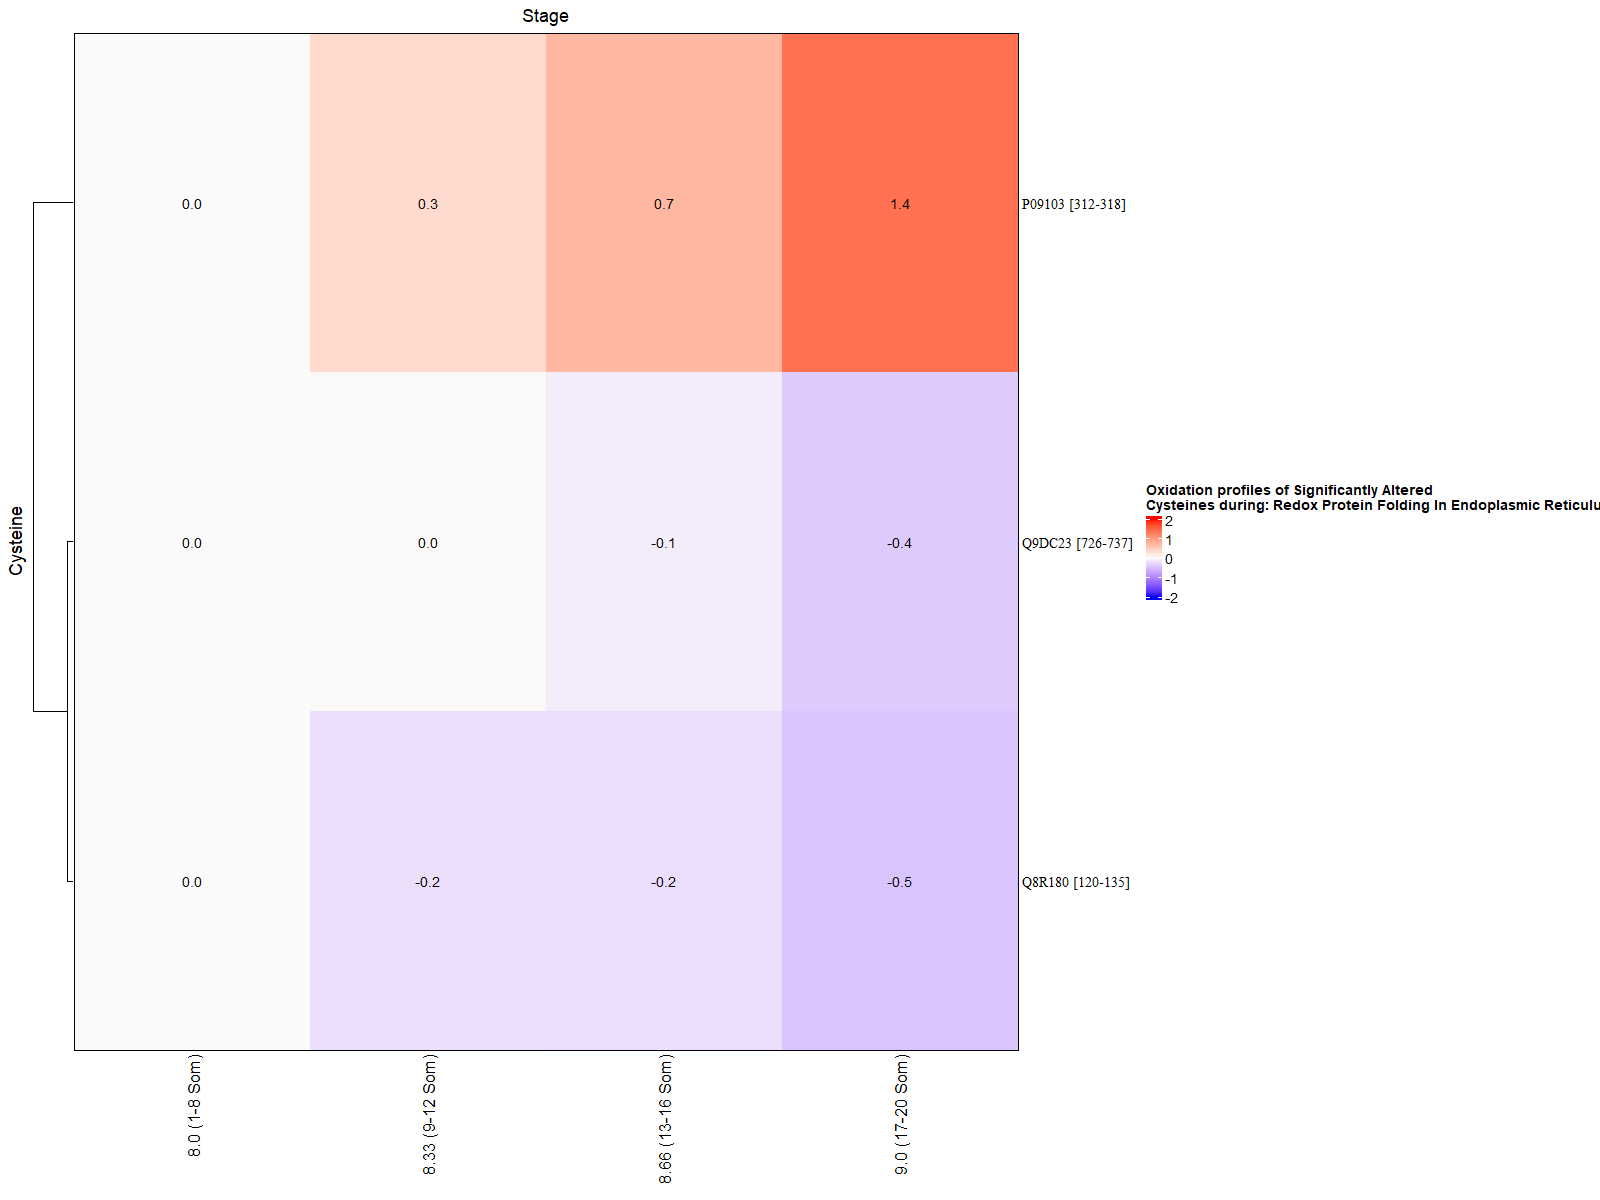 Stage
Cysteine
0.0 0.3 0.7 1.4 P09103 [312-318]
0.0 0.0 -0.1 -0.4 Q9DC23 [726-737]
0.0 -0.2 -0.2 -0.5 Q8R180 [120-135]
8.0 (1-8 Som)
8.33 (9-12 Som)
8.66 (13-16 Som)
9.0 (17-20 Som)
Oxidation profiles of Significantly Altered
Cysteines during: Redox Protein Folding In Endoplasmic Reticulu
2
1
0
-1
-2